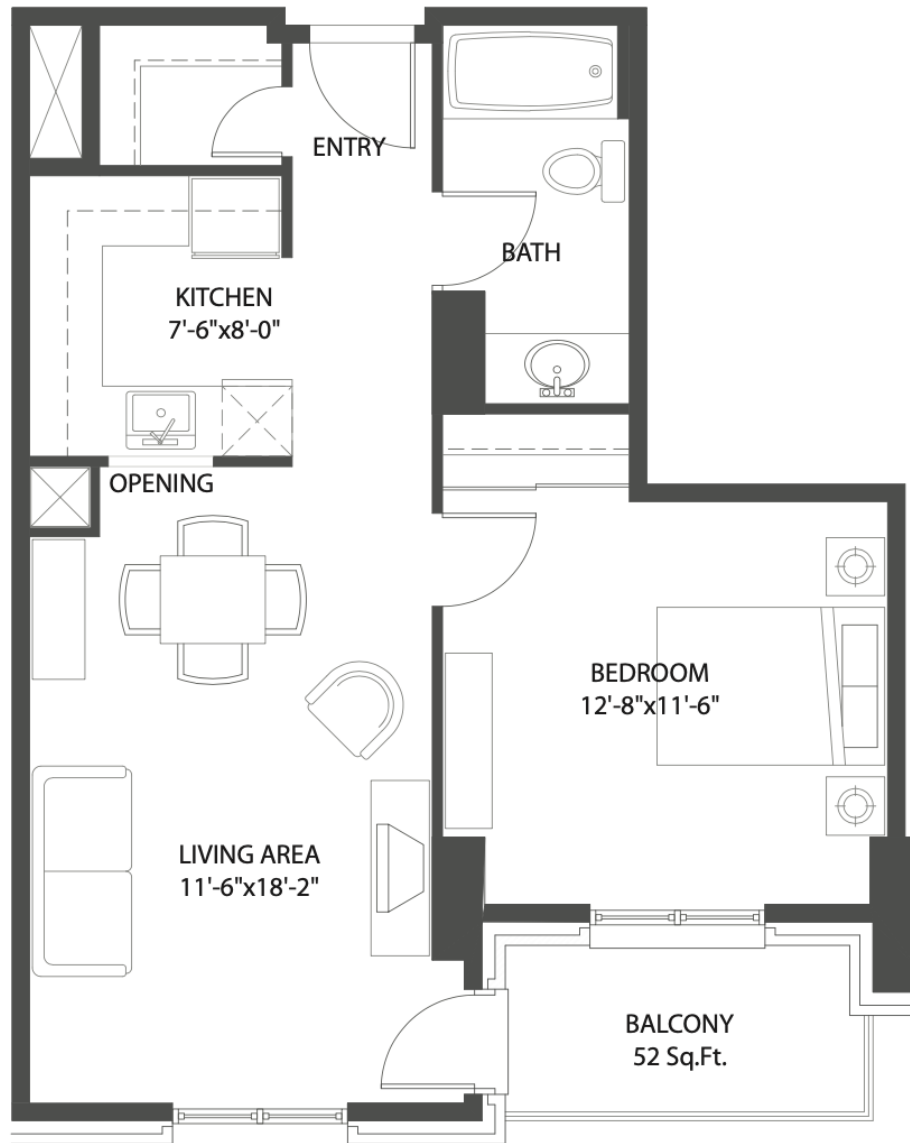 ENTRY
BATH
KITCHEN
7'-6"x8'-0"
OPENING
BEDROOM
12'-8"x11'-6"
LIVING AREA
11'-6"x18'-2"
BALCONY
52 Sq.Ft.